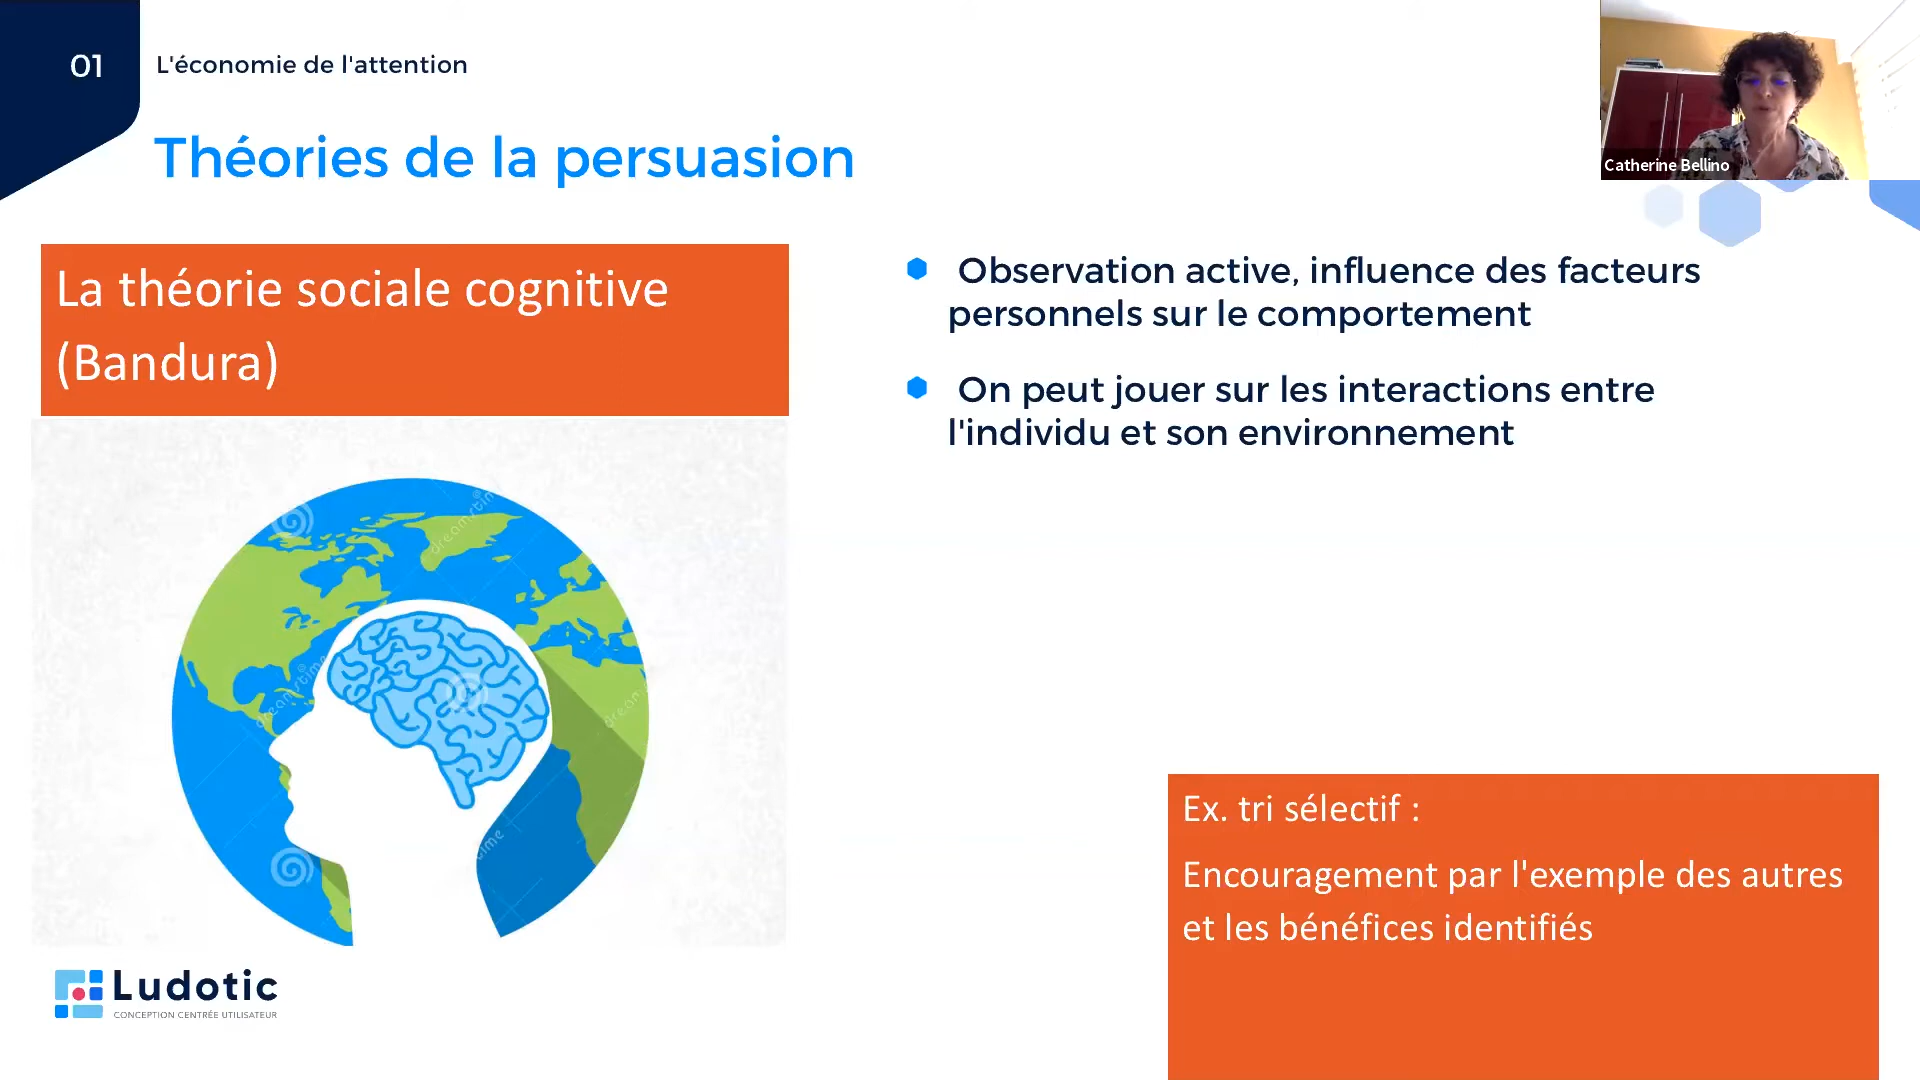 01
L'économie de l'attention
Théories de la persuasion
Catherine Bellino
La théorie sociale cognitive
(Bandura)
Observation active, influence des facteurs
personnels sur le comportement
On peut jouer sur les interactions entre
l'individu et son environnement
dreamstime
dreamstime
Ex. tri sélectif :
Encouragement par l'exemple des autres
et les bénéfices identifiés
Ludotic
CONCEPTION CENTRÉE UTILISATEUR